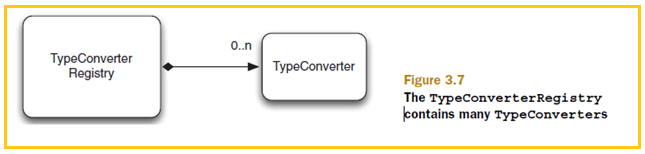 TypeConverter
Registry
0..n
TypeConverter
Figure 3.7
The TypeConverterRegistry
contains many TypeConverters